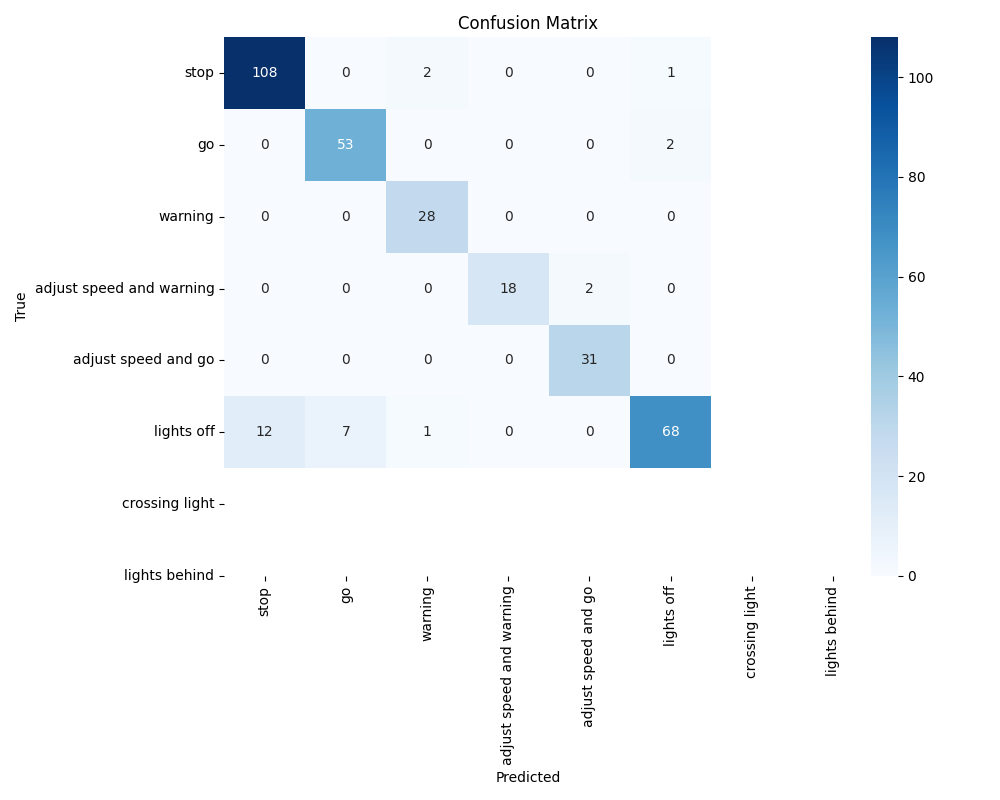 Confusion Matrix
stop 108 0 2 0 0 1
go 0 53 0 0 0 2
warning 0 0 28 0 0 0
adjust speed and warning 0 0 0 18 2 0
adjust speed and go 0 0 0 0 31 0
lights off 12 7 1 0 0 68
crossing light
lights behind
True
stop
go
warning
adjust speed and warning
adjust speed and go
lights off
crossing light
lights behind
Predicted
100
80
60
40
20
0